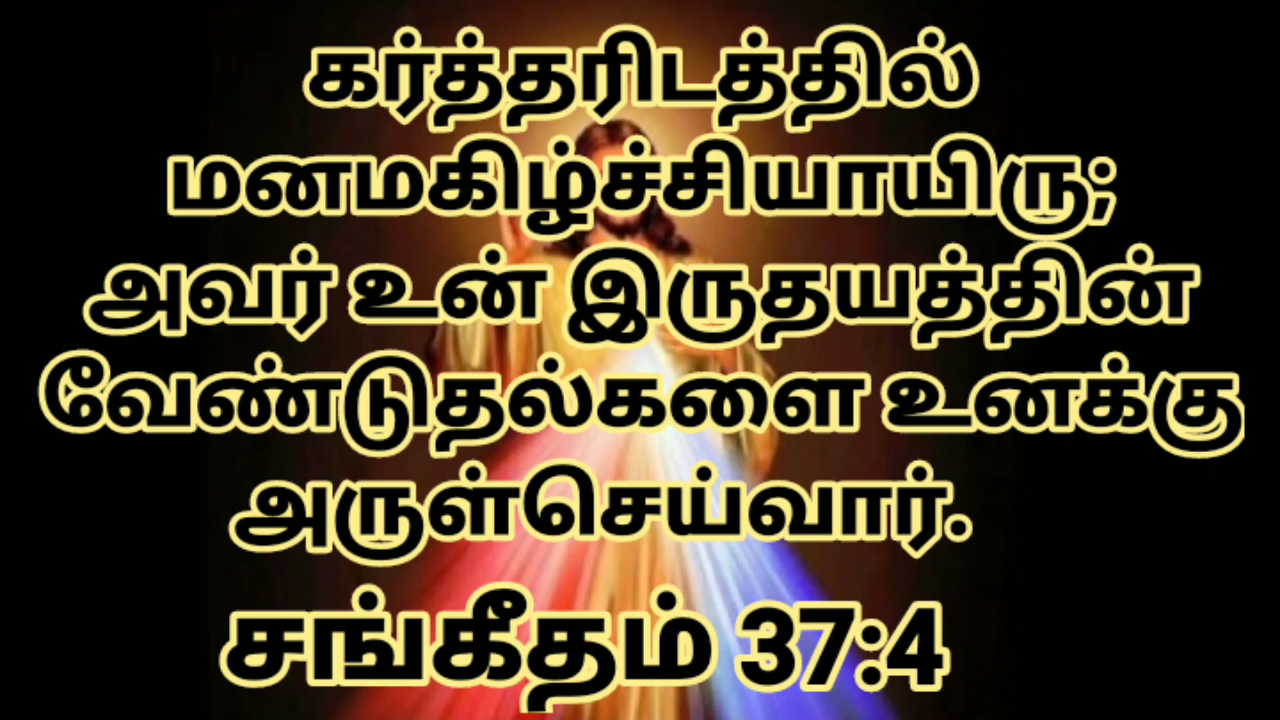 கர்த்தரிடத்தில்
மனமகிழ்ச்சியாயிரு;
அவர் உன் இருதயத்தின்
வேண்டுதல்களை உனக்கு
அருள்செய்வார்.
சங்கீதம் 37:4